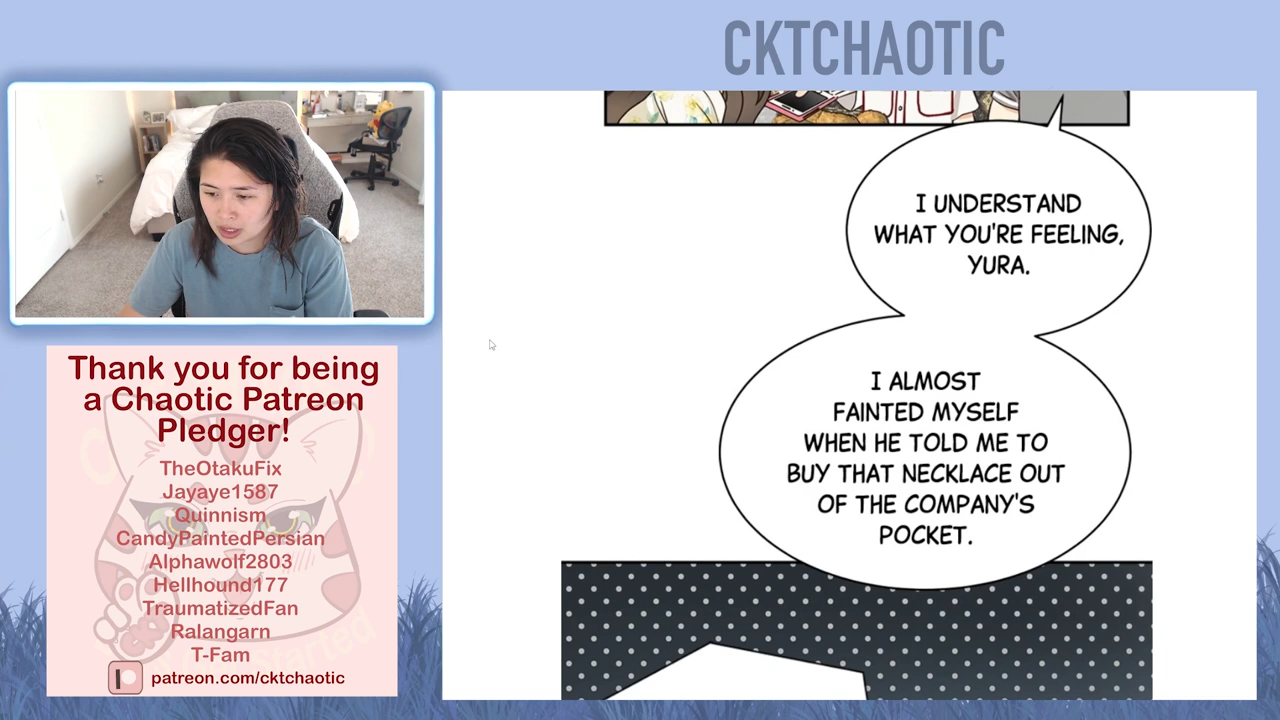 CKTCHAOTIC
I UNDERSTAND
WHAT YOU'RE FEELING,
YURA.
I ALMOST
FAINTED MYSELF
WHEN HE TOLD ME TO
BUY THAT NECKLACE OUT
OF THE COMPANY'S
POCKET.
Thank you for being
a Chaotic Patreon
Pledger!
TheOtakuFix
Jayaye1587
Quinnism
CandyPaintedPersian
Alphawolf2803
Hellhound177
TraumatizedFan
Ralangarn
T-Fam
patreon.com/cktchaotic